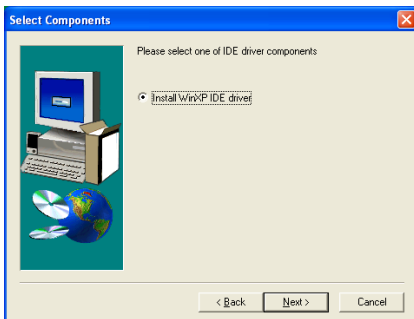 Select Components
Please select one of IDE driver components
Install WinXP IDE driver
< Back
Next >
Cancel